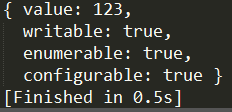 { value: 123,
  writable: true,
  enumerable: true,
  configurable: true }
[Finished in 0.5s]